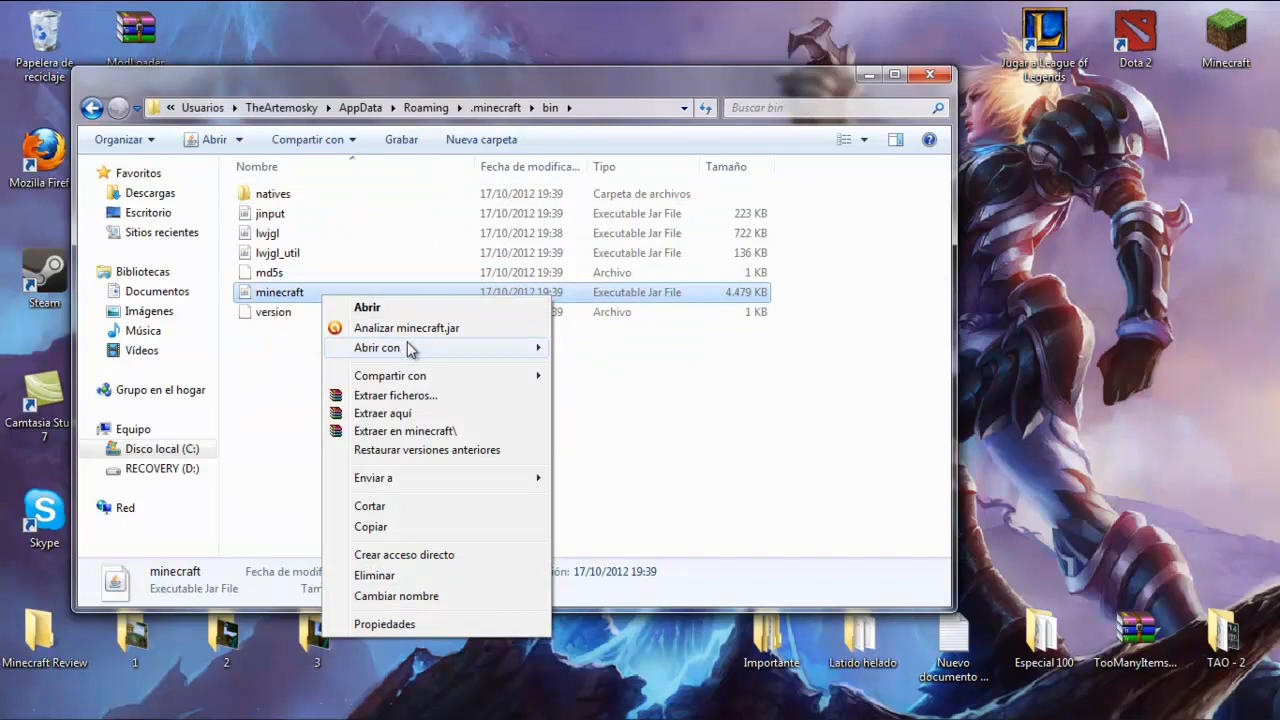 Papelera de
reciclaje
ModLoader
Jugar a League of
Legends
Dota 2
Minecraft
« Usuarios
TheArtemosky
AppData
Roaming
.minecraft
bin
Buscar bin
Organizar
Abrir
Compartir con
Grabar
Nueva carpeta
Favoritos
Descargas
Escritorio
Sitios recientes
Bibliotecas
Documentos
Imágenes
Música
Vídeos
Grupo en el hogar
Equipo
Disco local (C:)
RECOVERY (D:)
Red
Nombre
Fecha de modifica...
Tipo
Tamaño
natives
17/10/2012 19:39
Carpeta de archivos
jinput
17/10/2012 19:39
Executable Jar File
223 KB
lwjgl
17/10/2012 19:38
Executable Jar File
722 KB
lwjgl_util
17/10/2012 19:39
Executable Jar File
136 KB
md5s
17/10/2012 19:39
Archivo
1 KB
minecraft
17/10/2012 19:39
Executable Jar File
4.479 KB
version
:39
Archivo
1 KB
Abrir
Analizar minecraft.jar
Abrir con
Compartir con
Extraer ficheros...
Extraer aquí
Extraer en minecraft\
Restaurar versiones anteriores
Enviar a
Cortar
Copiar
Crear acceso directo
Eliminar
Cambiar nombre
Propiedades
minecraft
Fecha de modif
ión: 17/10/2012 19:39
Executable Jar File
Tam
Mozilla Firef
Steam
Camtasia Stu
7
Skype
Minecraft Review
1
2
3
Importante
Latido helado
Nuevo
documento ...
Especial 100
TooManyItems...
TAO - 2